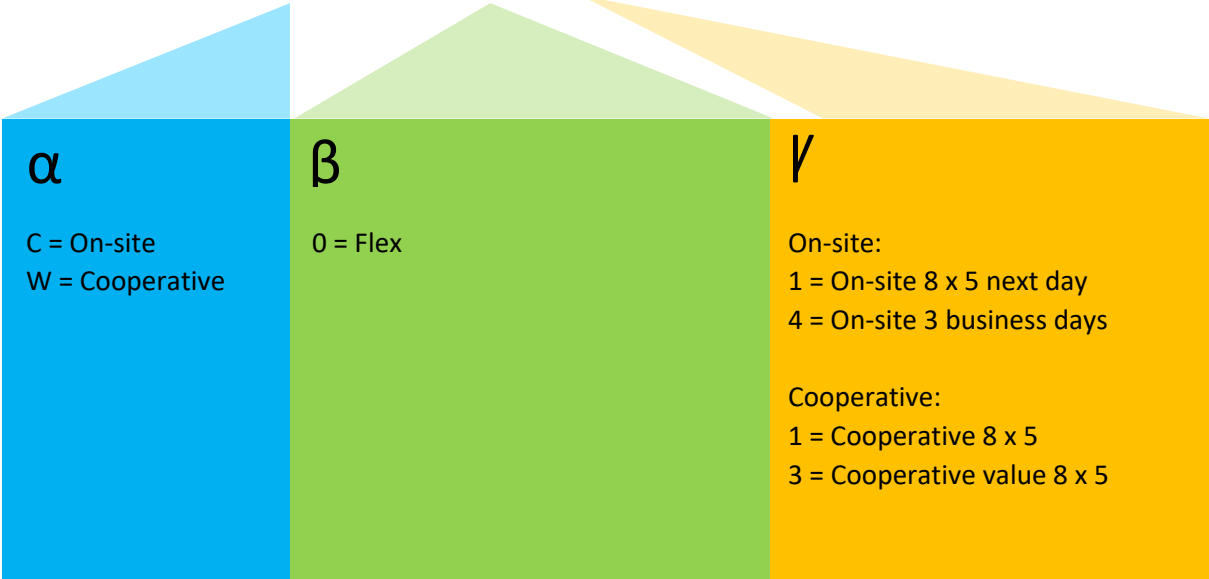 α
C = On-site
W = Cooperative
β
0 = Flex
γ
On-site:
1 = On-site 8 x 5 next day
4 = On-site 3 business days
Cooperative:
1 = Cooperative 8 x 5
3 = Cooperative value 8 x 5